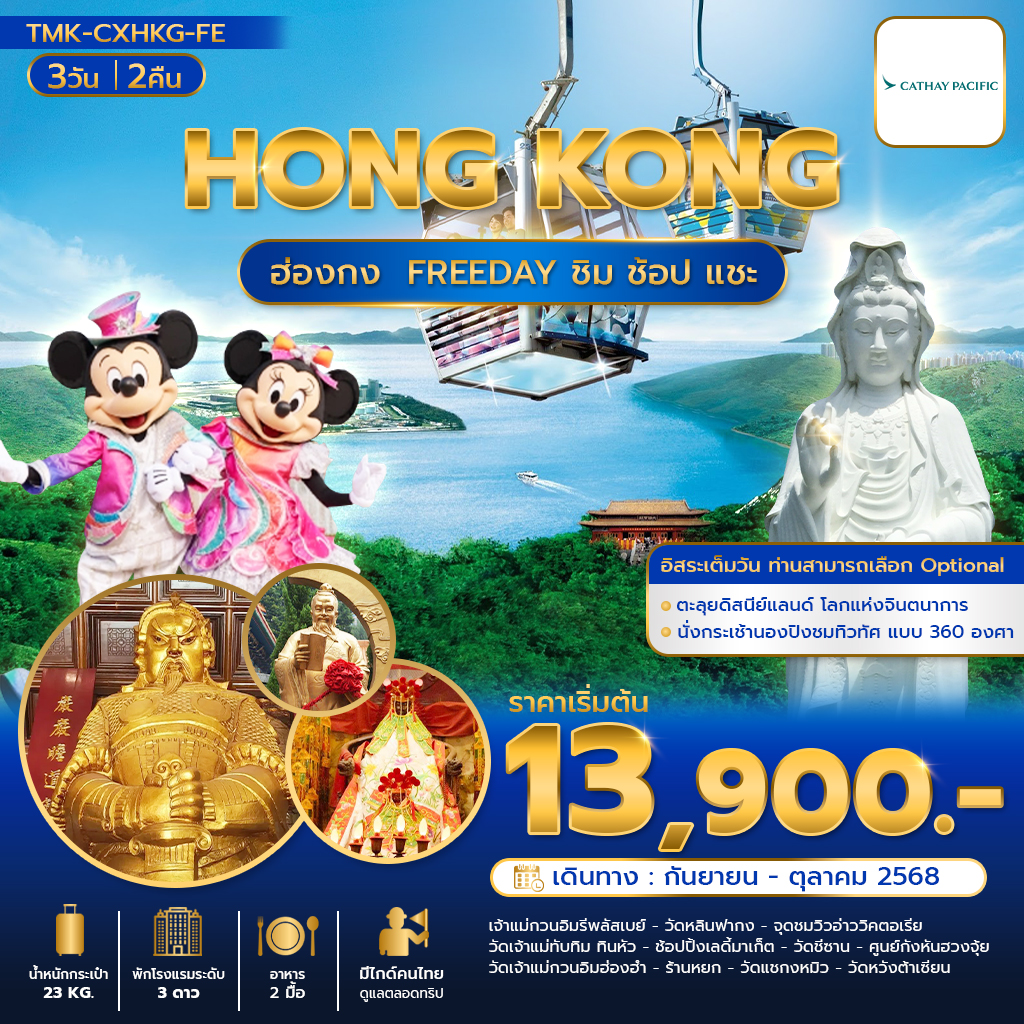 TMK-CXHKG-FE
3วัน | 2คืน
CATHAY PACIFIC
HONG KONG
ฮ่องกง FREEDAY ชิม ช้อป แชะ
อิสระเต็มวัน ท่านสามารถเลือก Optional
ตะลุยดิสนีย์แลนด์ โลกแห่งจินตนาการ
นั่งกระเช้านองปิงชมทิวทัศ แบบ 360 องศา
ราคาเริ่มต้น
13,900.-
เดินทาง : กันยายน - ตุลาคม 2568
เจ้าแม่กวนอิมรีพลัสเบย์ - วัดหลินฟากง - จุดชมวิวอ่าววิคตอเรีย
วัดเจ้าแม่ทับทิม ทินหัว - ช้อปปิ้งเลดี้มาเก็ต - วัดชีซาน - ศูนย์กังหันฮวงจุ้ย
วัดเจ้าแม่กวนอิมฮ่องฮำ - ร้านหยก - วัดแชกงหมิว - วัดหวังต้าเซียน
น้ำหนักกระเป๋า
23 KG.
พักโรงแรมระดับ
3 ดาว
อาหาร
2 มื้อ
มีไกด์คนไทย
ดูแลตลอดทริป